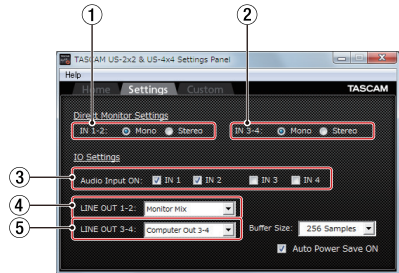 1 2
TASCAM US-2x2 & US-4x4 Settings Panel
Help
Home Settings Custom TASCAM
Direct Monitor Settings
IN 1-2: Mono Stereo IN 3-4: Mono Stereo
IO Settings
3 Audio Input ON: IN 1 IN 2 IN 3 IN 4
4 LINE OUT 1-2: Monitor Mix
5 LINE OUT 3-4: Computer Out 3-4 Buffer Size: 256 Samples
Auto Power Save ON